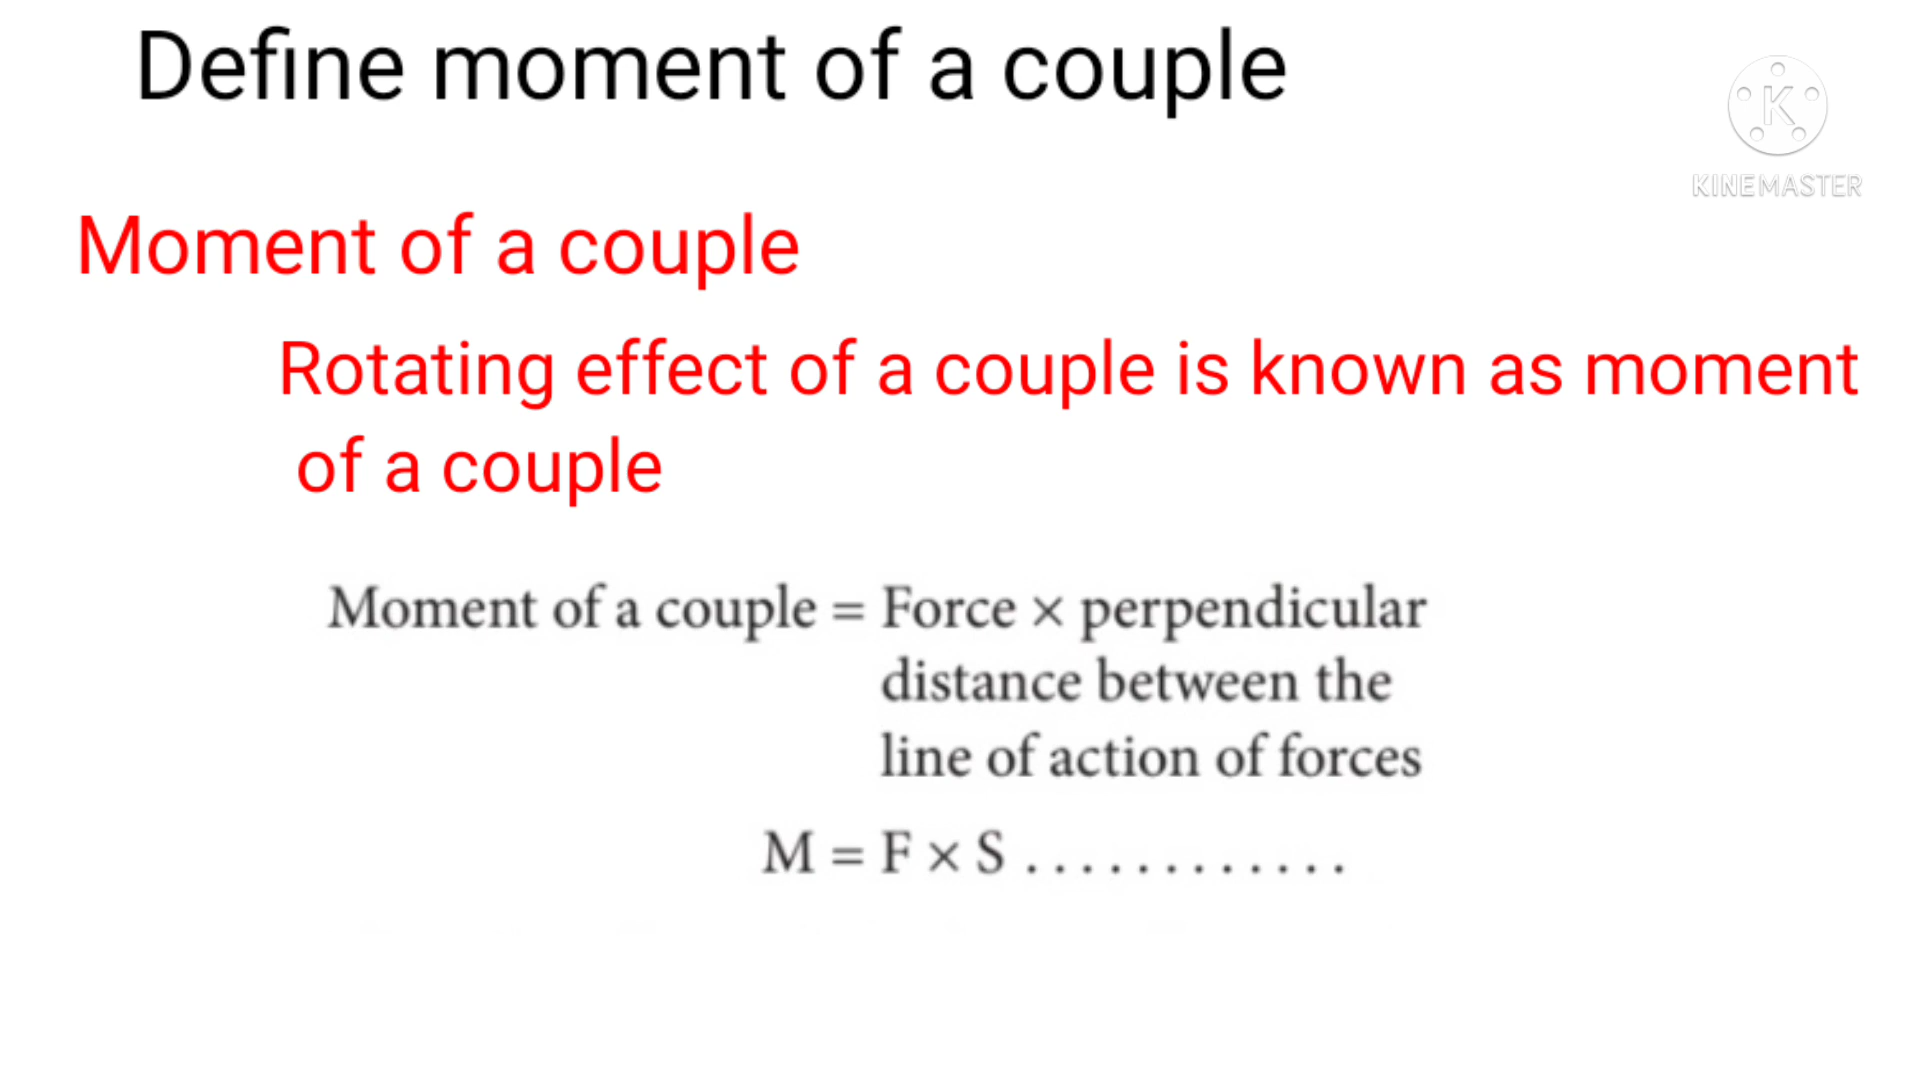 Define moment of a couple
KINEMASTER
Moment of a couple
Rotating effect of a couple is known as moment
of a couple
Moment of a couple = Force × perpendicular
distance between the
line of action of forces
M = F × S . . . . . . . . . . . .